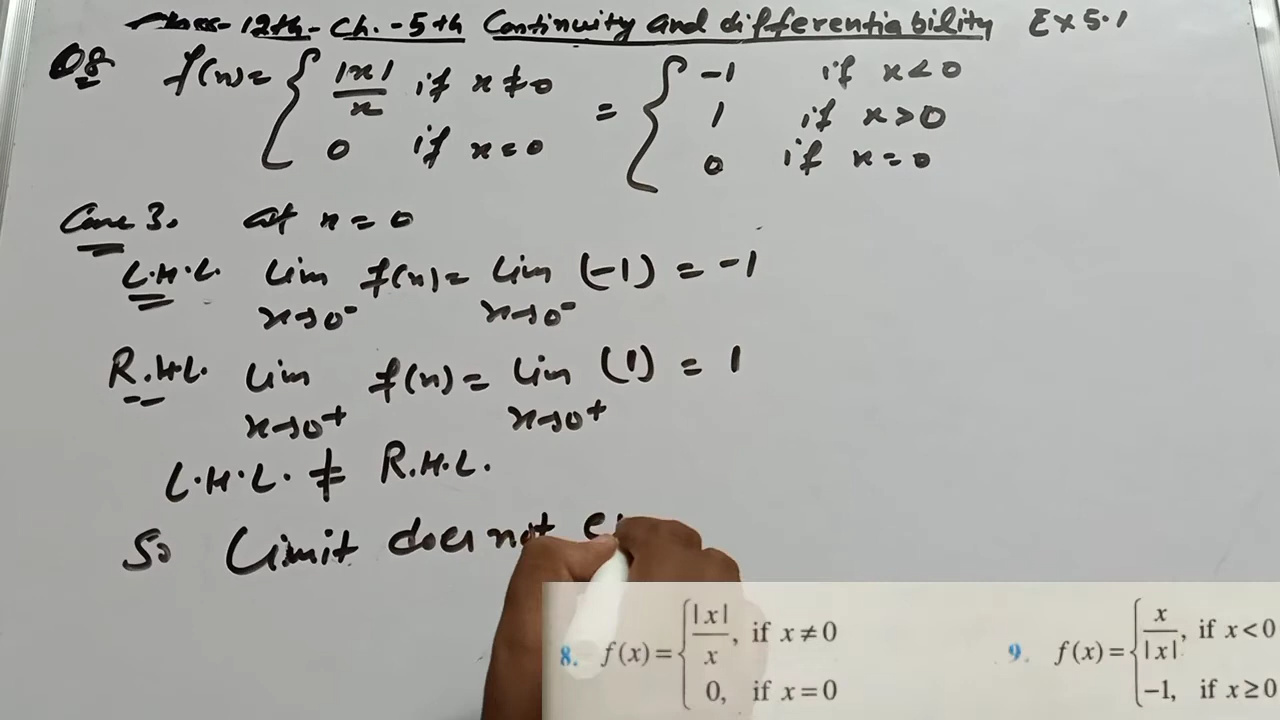 Class-12th-Ch.-5th Continuity and differentiability Ex 5.1
Q8 f(x)= { |x|/x if x≠0 = { -1 if x<0
1 if x>0
0 if x=0 0 if x=0
Case 3. at x=0
L.H.L. lim x→0⁻ f(x)= lim x→0⁻ (-1) = -1
R.H.L. lim x→0⁺ f(x)= lim x→0⁺ (1) = 1
L.H.L. ≠ R.H.L.
So Limit does not
8. f(x)= { |x|/x, if x≠0
0, if x=0
9. f(x)= { x/|x|, if x<0
-1, if x≥0